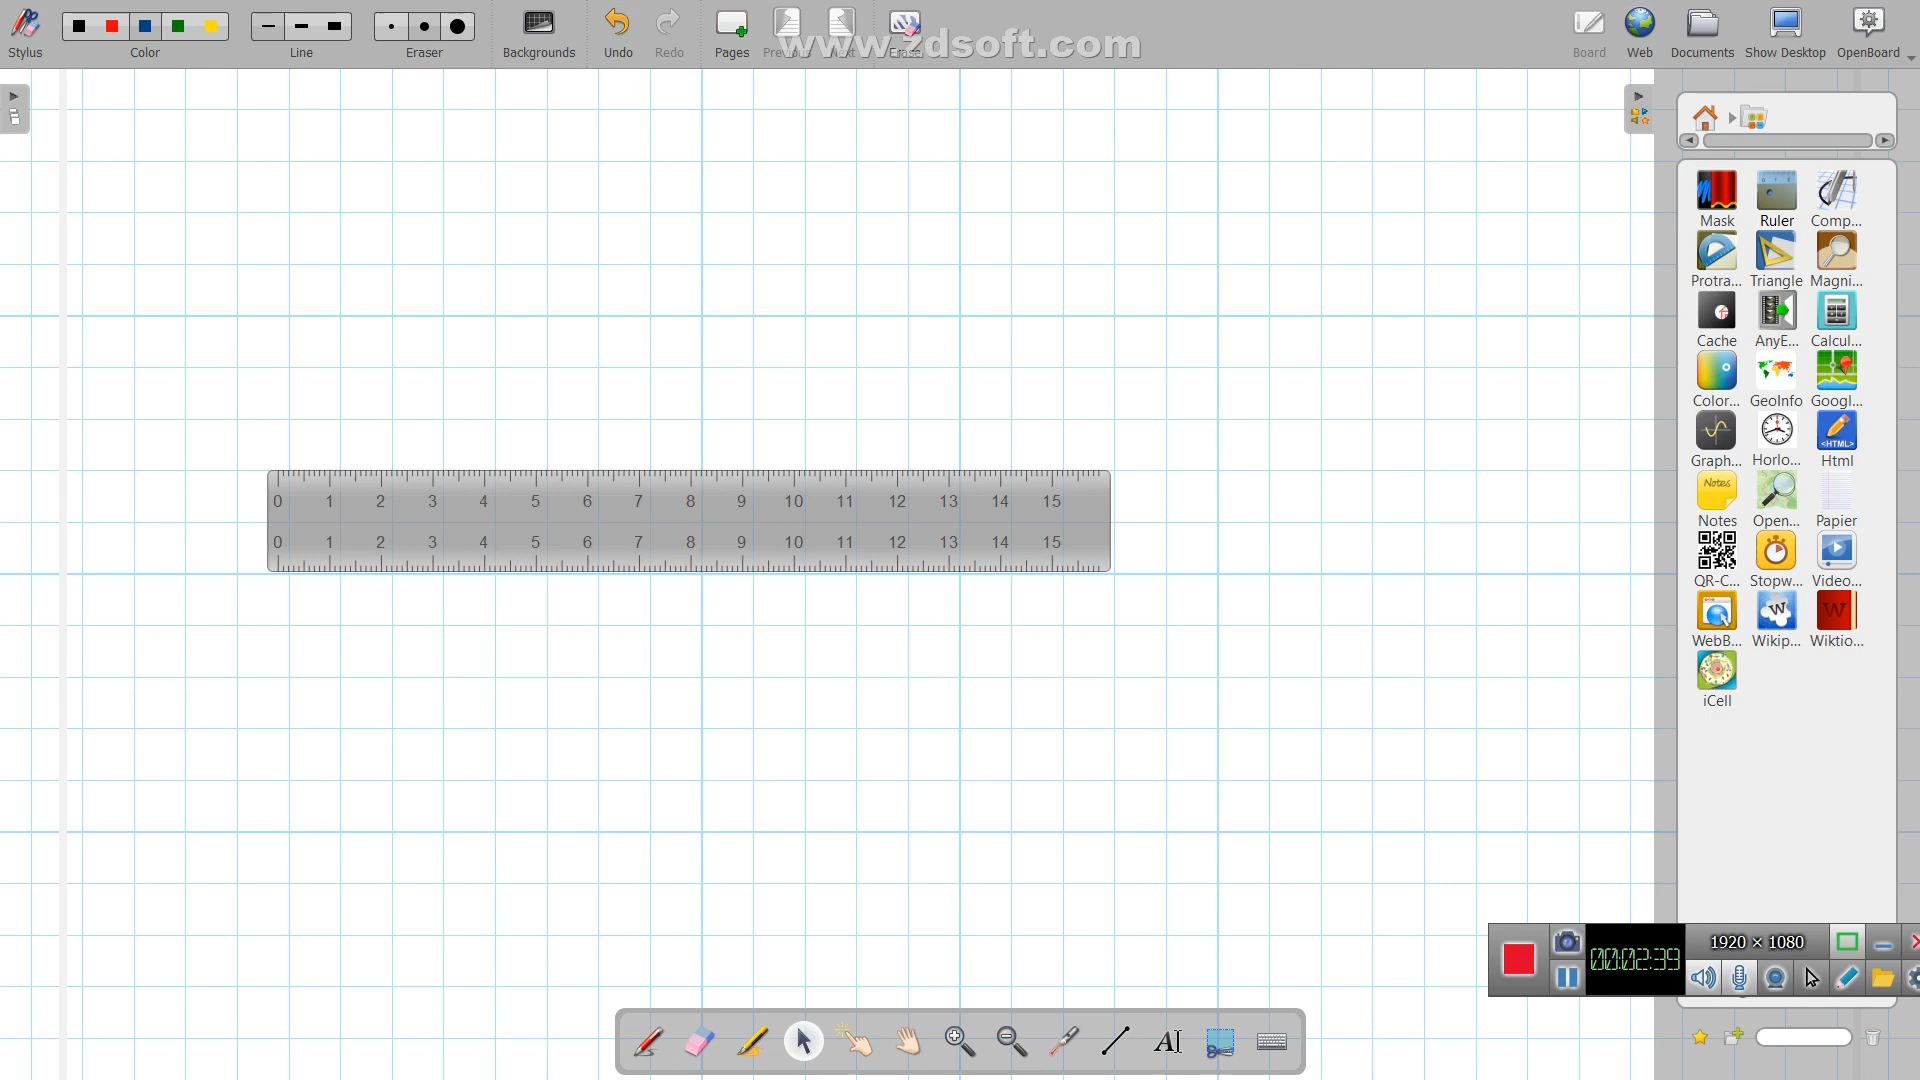 Stylus
Color
Line
Eraser
Backgrounds
Undo
Redo
Pages
Next
Erase
www.zdsoft.com
Board
Web
Documents
Show Desktop
OpenBoard
Mask
Ruler
Comp...
Protra...
Triangle
Magni...
Cache
AnyE...
Calcul...
Color...
GeoInfo
Googl...
Graph...
Horlo...
<HTML>
Html
Notes
Notes
Open...
Papier
QR-C...
Stopw...
Video...
W
W
WebB...
Wikip...
Wiktio...
iCell
0 1 2 3 4 5 6 7 8 9 10 11 12 13 14 15
0 1 2 3 4 5 6 7 8 9 10 11 12 13 14 15
00:02:39
1920 × 1080
A